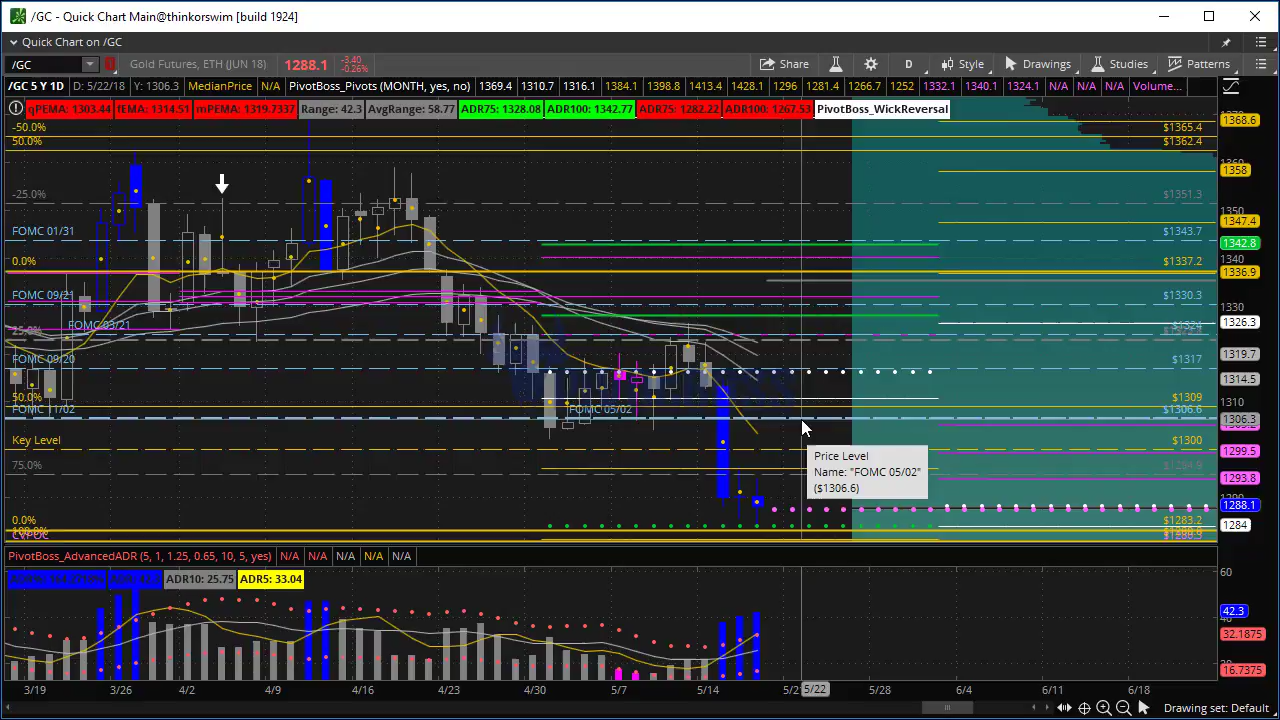 /GC - Quick Chart Main@thinkorswim [build 1924]
Quick Chart on /GC
/GC Gold Futures, ETH (JUN 18) 1288.1 -3.40 -0.26% Share D Style Drawings Studies Patterns
/GC 5 Y 1D D: 5/22/18 Y: 1306.3 MedianPrice N/A PivotBoss_Pivots (MONTH, yes, no) 1369.4 1310.7 1316.1 1384.1 1398.8 1413.4 1428.1 1296 1281.4 1266.7 1252 1332.1 1340.1 1324.1 N/A N/A Volume...
qPEMA: 1303.44 fEMA: 1314.51 mPEMA: 1319.7337 Range: 42.3 AvgRange: 58.77 ADR75: 1328.08 ADR100: 1342.77 ADR75: 1282.22 ADR100: 1267.53 PivotBoss_WickReversal
1368.6
-50.0% $1365.4
50.0% $1362.4
1358
-25.0% $1351.3
1347.4
1350
FOMC 01/31 $1343.7
1342.8
1340
0.0% $1337.2
1336.9
FOMC 09/21 $1330.3
1330
FOMC 03/21 $1324
1326.3
25.0%
1319.7
FOMC 09/20 $1317
1314.5
50.0% $1309
1310
FOMC 11/02 FOMC 05/02 $1306.6
1306.3
Key Level $1300
1299.5
75.0%
1293.8
Price Level
Name: "FOMC 05/02"
($1306.6)
1288.1
0.0% $1283.2
1284
PivotBoss_AdvancedADR (5, 1, 1.25, 0.65, 10, 5, yes) N/A N/A N/A N/A N/A
ADR10: 25.75 ADR5: 33.04
60
42.3
32.1875
16.7375
3/19 3/26 4/2 4/9 4/16 4/23 4/30 5/7 5/14 5/22 5/28 6/4 6/11 6/18
Drawing set: Default